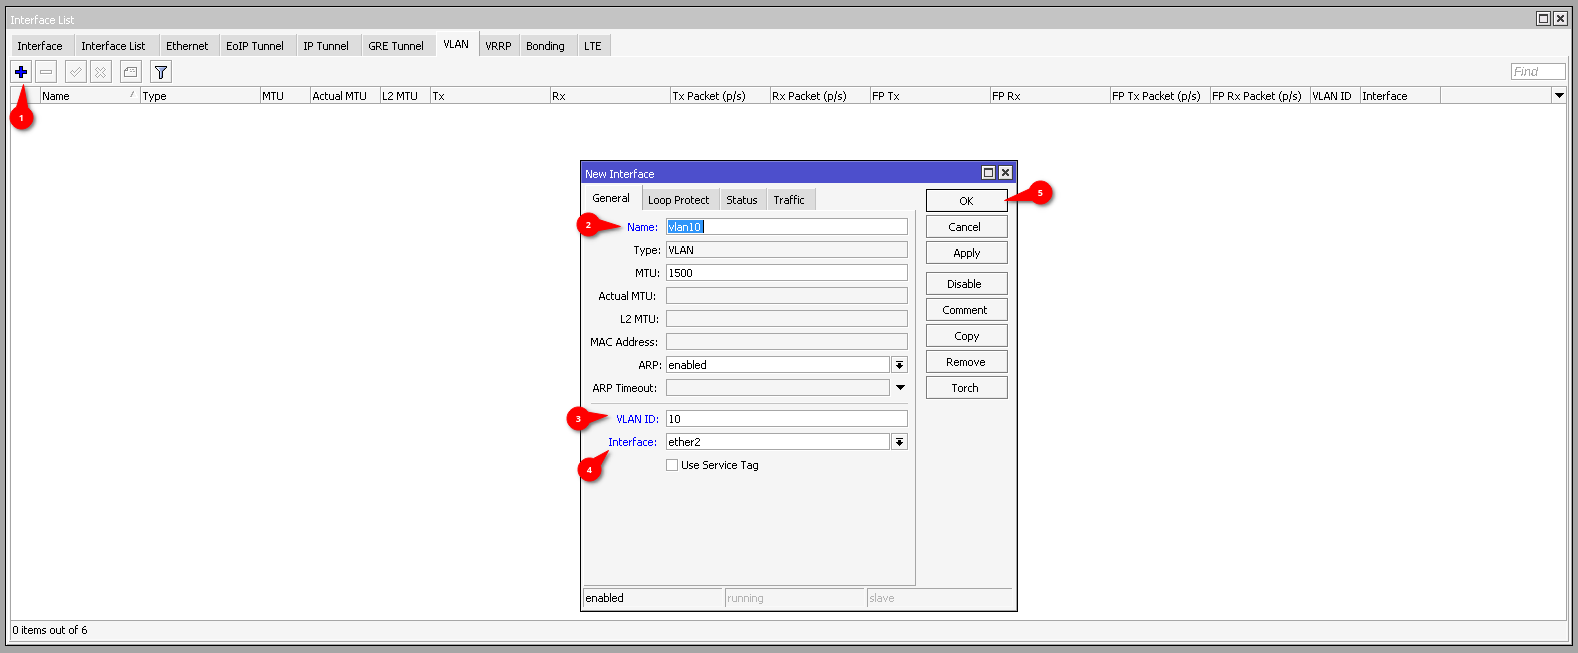 Interface List
Interface Interface List Ethernet EoIP Tunnel IP Tunnel GRE Tunnel VLAN VRRP Bonding LTE
Find
Name / Type MTU Actual MTU L2 MTU Tx Rx Tx Packet (p/s) Rx Packet (p/s) FP Tx FP Rx FP Tx Packet (p/s) FP Rx Packet (p/s) VLAN ID Interface
1
New Interface
General Loop Protect Status Traffic
OK 5
2 Name: vlan10
Cancel
Type: VLAN
Apply
MTU: 1500
Disable
Actual MTU:
Comment
L2 MTU:
Copy
MAC Address:
Remove
ARP: enabled
Torch
ARP Timeout:
3 VLAN ID: 10
Interface: ether2
4
Use Service Tag
enabled running slave
0 items out of 6